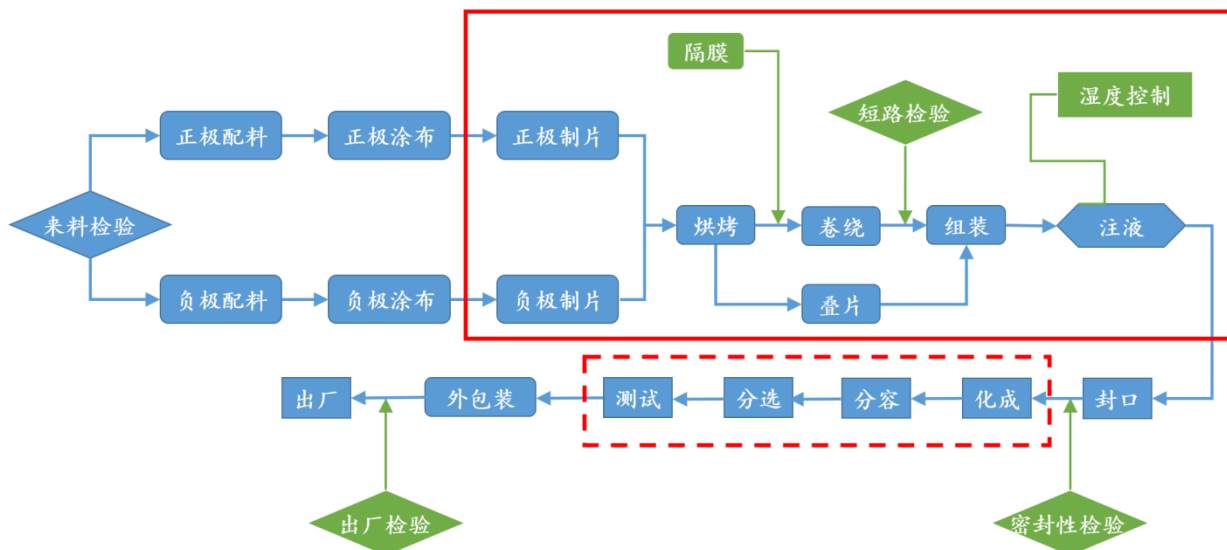 隔膜
短路检验
湿度控制
正极配料
正极涂布
正极制片
来料检验
烘烤
卷绕
组装
注液
负极配料
负极涂布
负极制片
叠片
出厂
外包装
测试
分选
分容
化成
封口
出厂检验
密封性检验